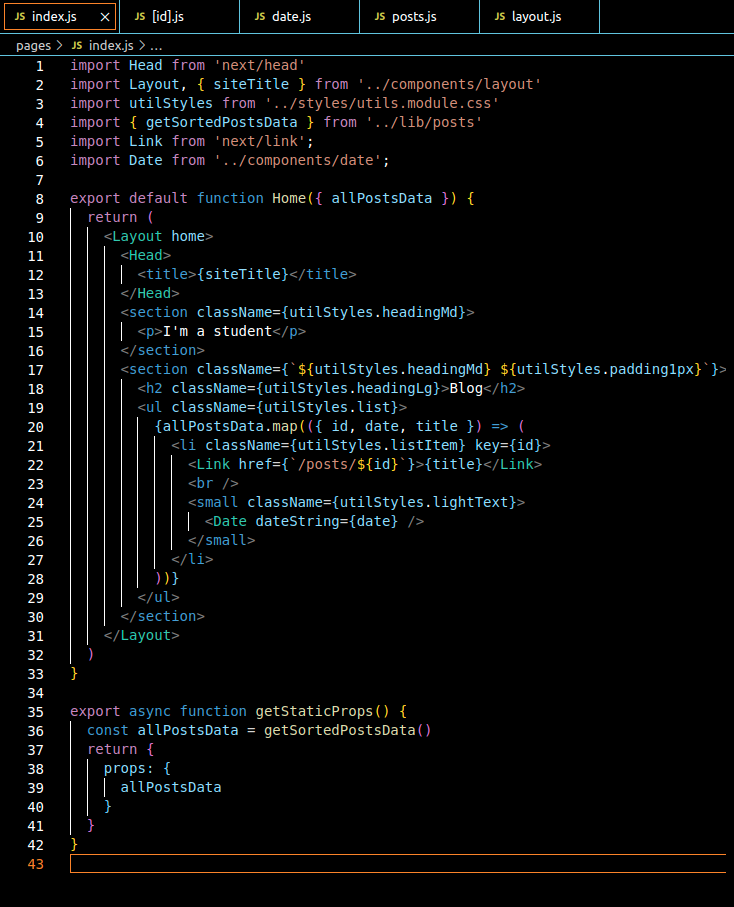 JS index.js × JS [id].js JS date.js JS posts.js JS layout.js
pages > JS index.js > ...
1 import Head from 'next/head'
2 import Layout, { siteTitle } from '../components/layout'
3 import utilStyles from '../styles/utils.module.css'
4 import { getSortedPostsData } from '../lib/posts'
5 import Link from 'next/link';
6 import Date from '../components/date';
7
8 export default function Home({ allPostsData }) {
9   return (
10     <Layout home>
11       <Head>
12         <title>{siteTitle}</title>
13       </Head>
14       <section className={utilStyles.headingMd}>
15         <p>I'm a student</p>
16       </section>
17       <section className={`${utilStyles.headingMd} ${utilStyles.padding1px}`}>
18         <h2 className={utilStyles.headingLg}>Blog</h2>
19         <ul className={utilStyles.list}>
20           {allPostsData.map(({ id, date, title }) => (
21             <li className={utilStyles.listItem} key={id}>
22               <Link href={`/posts/${id}`}>{title}</Link>
23               <br />
24               <small className={utilStyles.lightText}>
25                 <Date dateString={date} />
26               </small>
27             </li>
28           ))}
29         </ul>
30       </section>
31     </Layout>
32   )
33 }
34
35 export async function getStaticProps() {
36   const allPostsData = getSortedPostsData()
37   return {
38     props: {
39       allPostsData
40     }
41   }
42 }
43